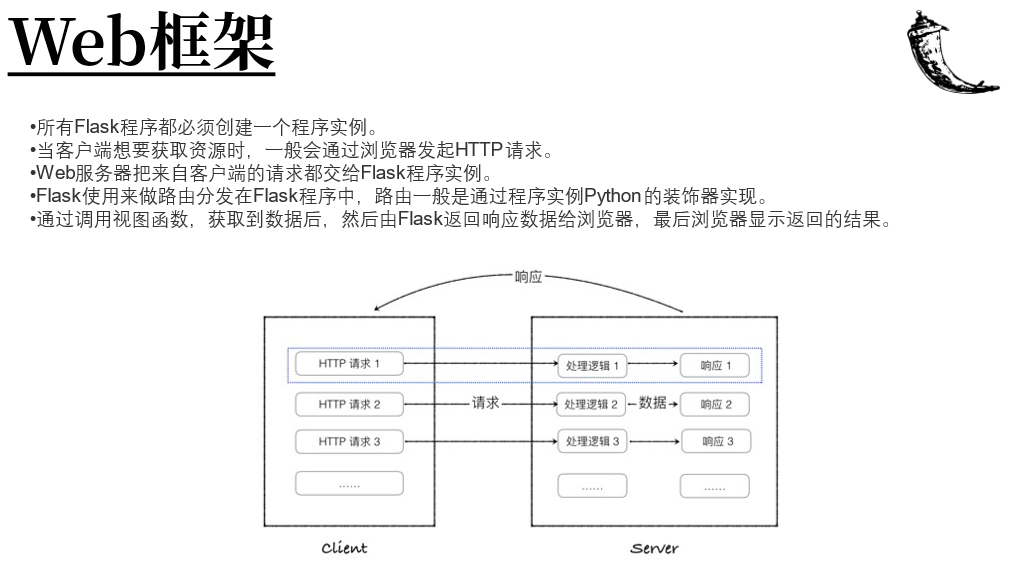 Web框架
•所有Flask程序都必须创建一个程序实例。
•当客户端想要获取资源时，一般会通过浏览器发起HTTP请求。
•Web服务器把来自客户端的请求都交给Flask程序实例。
•Flask使用来做路由分发在Flask程序中，路由一般是通过程序实例Python的装饰器实现。
•通过调用视图函数，获取到数据后，然后由Flask返回响应数据给浏览器，最后浏览器显示返回的结果。
响应
HTTP 请求 1 处理逻辑 1 响应 1
HTTP 请求 2 请求 处理逻辑 2 数据 响应 2
HTTP 请求 3 处理逻辑 3 响应 3
...... ...... ......
Client Server